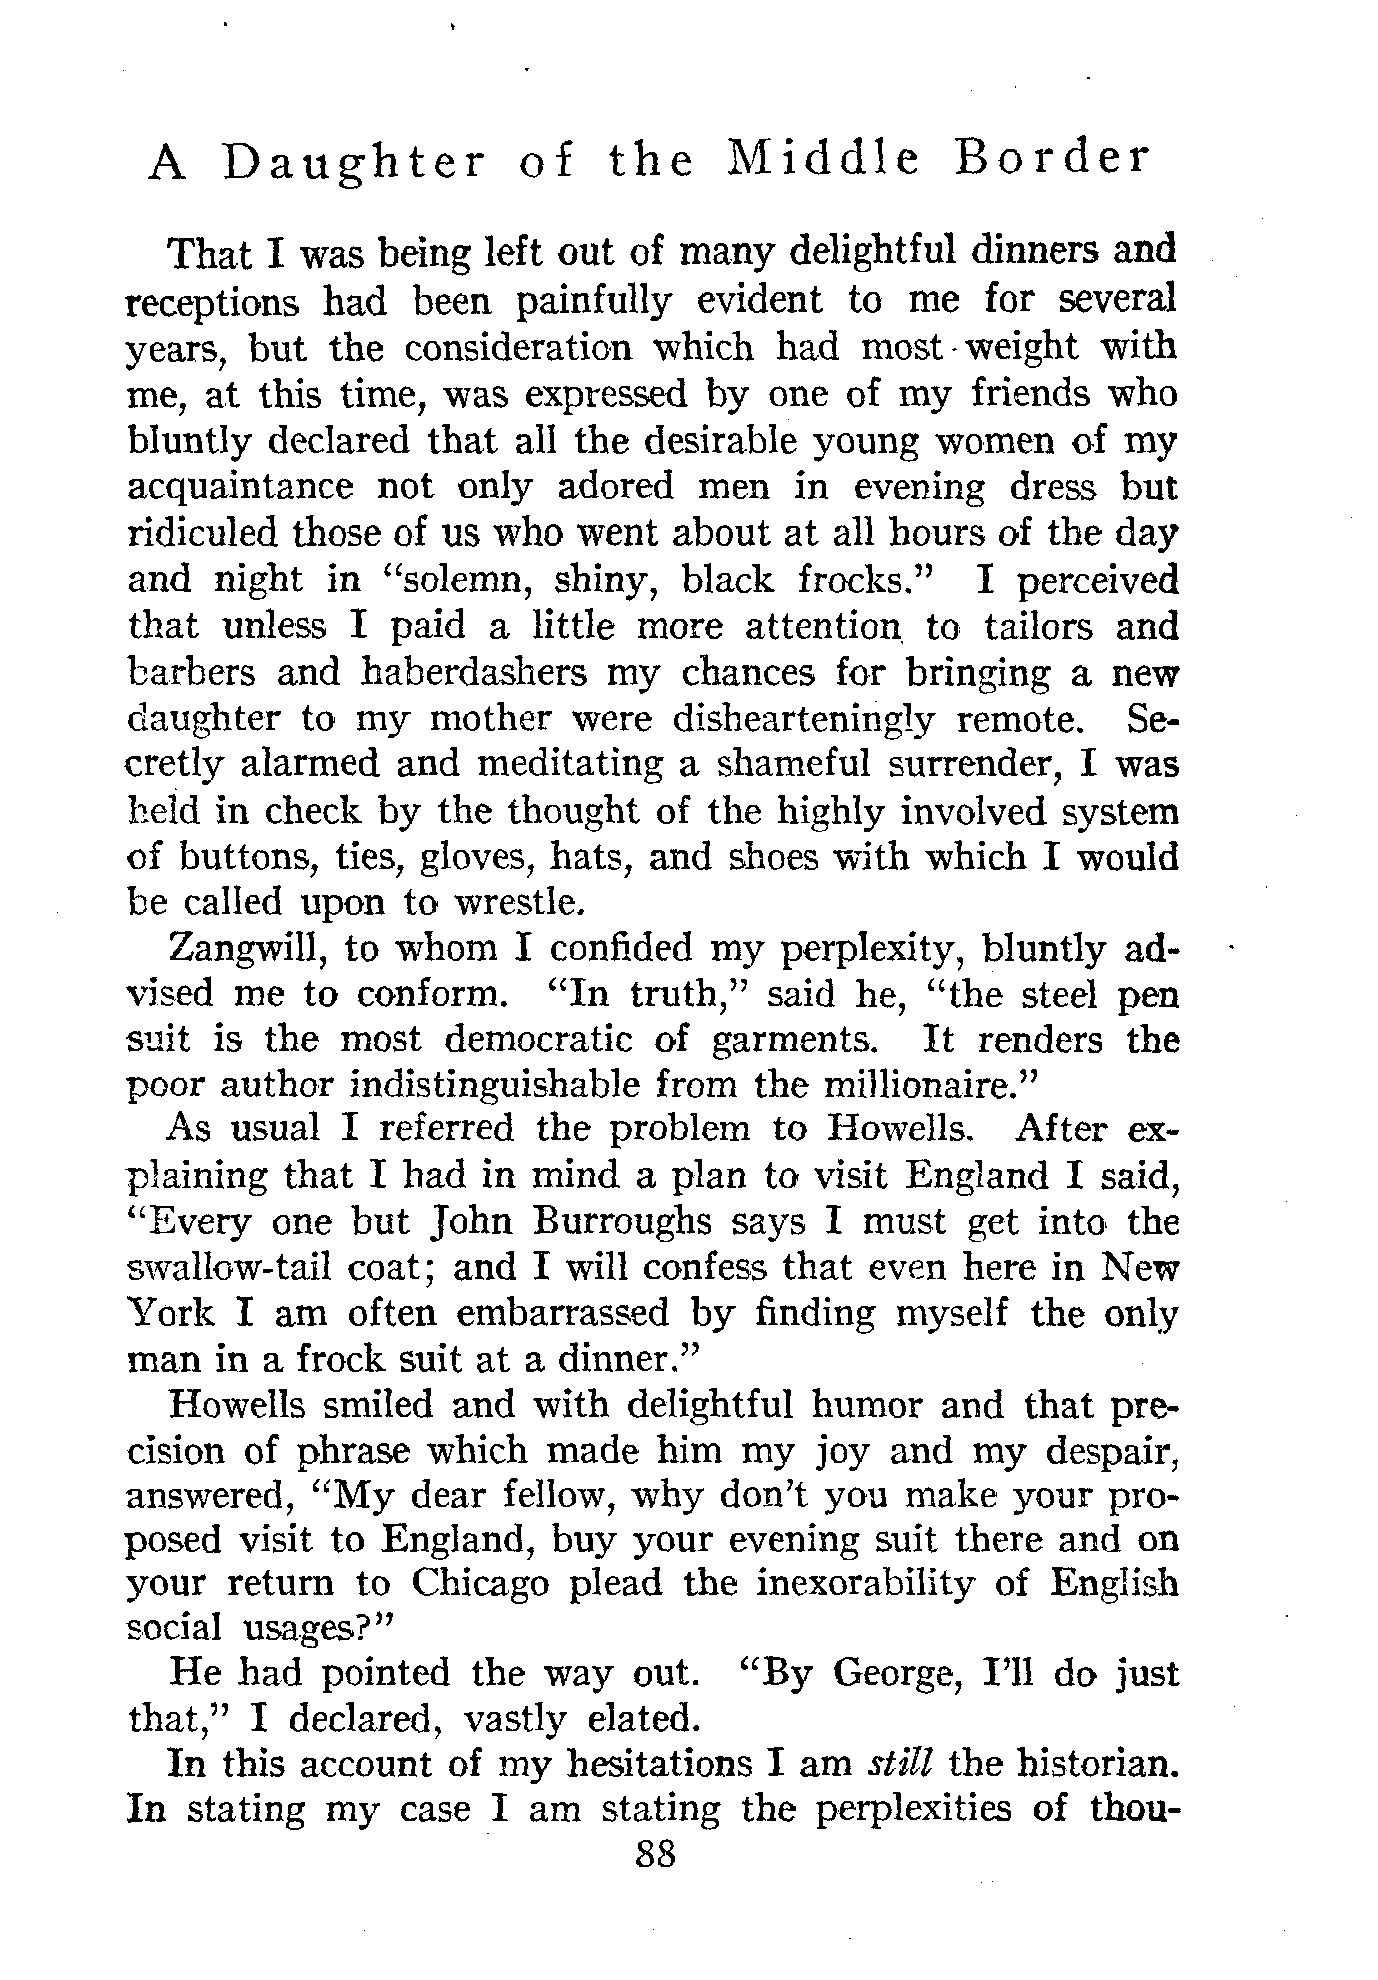 A Daughter of the Middle Border
That I was being left out of many delightful dinners and
receptions had been painfully evident to me for several
years, but the consideration which had most weight with
me, at this time, was expressed by one of my friends who
bluntly declared that all the desirable young women of my
acquaintance not only adored men in evening dress but
ridiculed those of us who went about at all hours of the day
and night in “solemn, shiny, black frocks.” I perceived
that unless I paid a little more attention to tailors and
barbers and haberdashers my chances for bringing a new
daughter to my mother were dishearteningly remote. Se-
cretly alarmed and meditating a shameful surrender, I was
held in check by the thought of the highly involved system
of buttons, ties, gloves, hats, and shoes with which I would
be called upon to wrestle.
Zangwill, to whom I confided my perplexity, bluntly ad-
vised me to conform. “In truth,” said he, “the steel pen
suit is the most democratic of garments. It renders the
poor author indistinguishable from the millionaire.”
As usual I referred the problem to Howells. After ex-
plaining that I had in mind a plan to visit England I said,
“Every one but John Burroughs says I must get into the
swallow-tail coat; and I will confess that even here in New
York I am often embarrassed by finding myself the only
man in a frock suit at a dinner.”
Howells smiled and with delightful humor and that pre-
cision of phrase which made him my joy and my despair,
answered, “My dear fellow, why don't you make your pro-
posed visit to England, buy your evening suit there and on
your return to Chicago plead the inexorability of English
social usages?”
He had pointed the way out. “By George, I'll do just
that,” I declared, vastly elated.
In this account of my hesitations I am still the historian.
In stating my case I am stating the perplexities of thou-
88